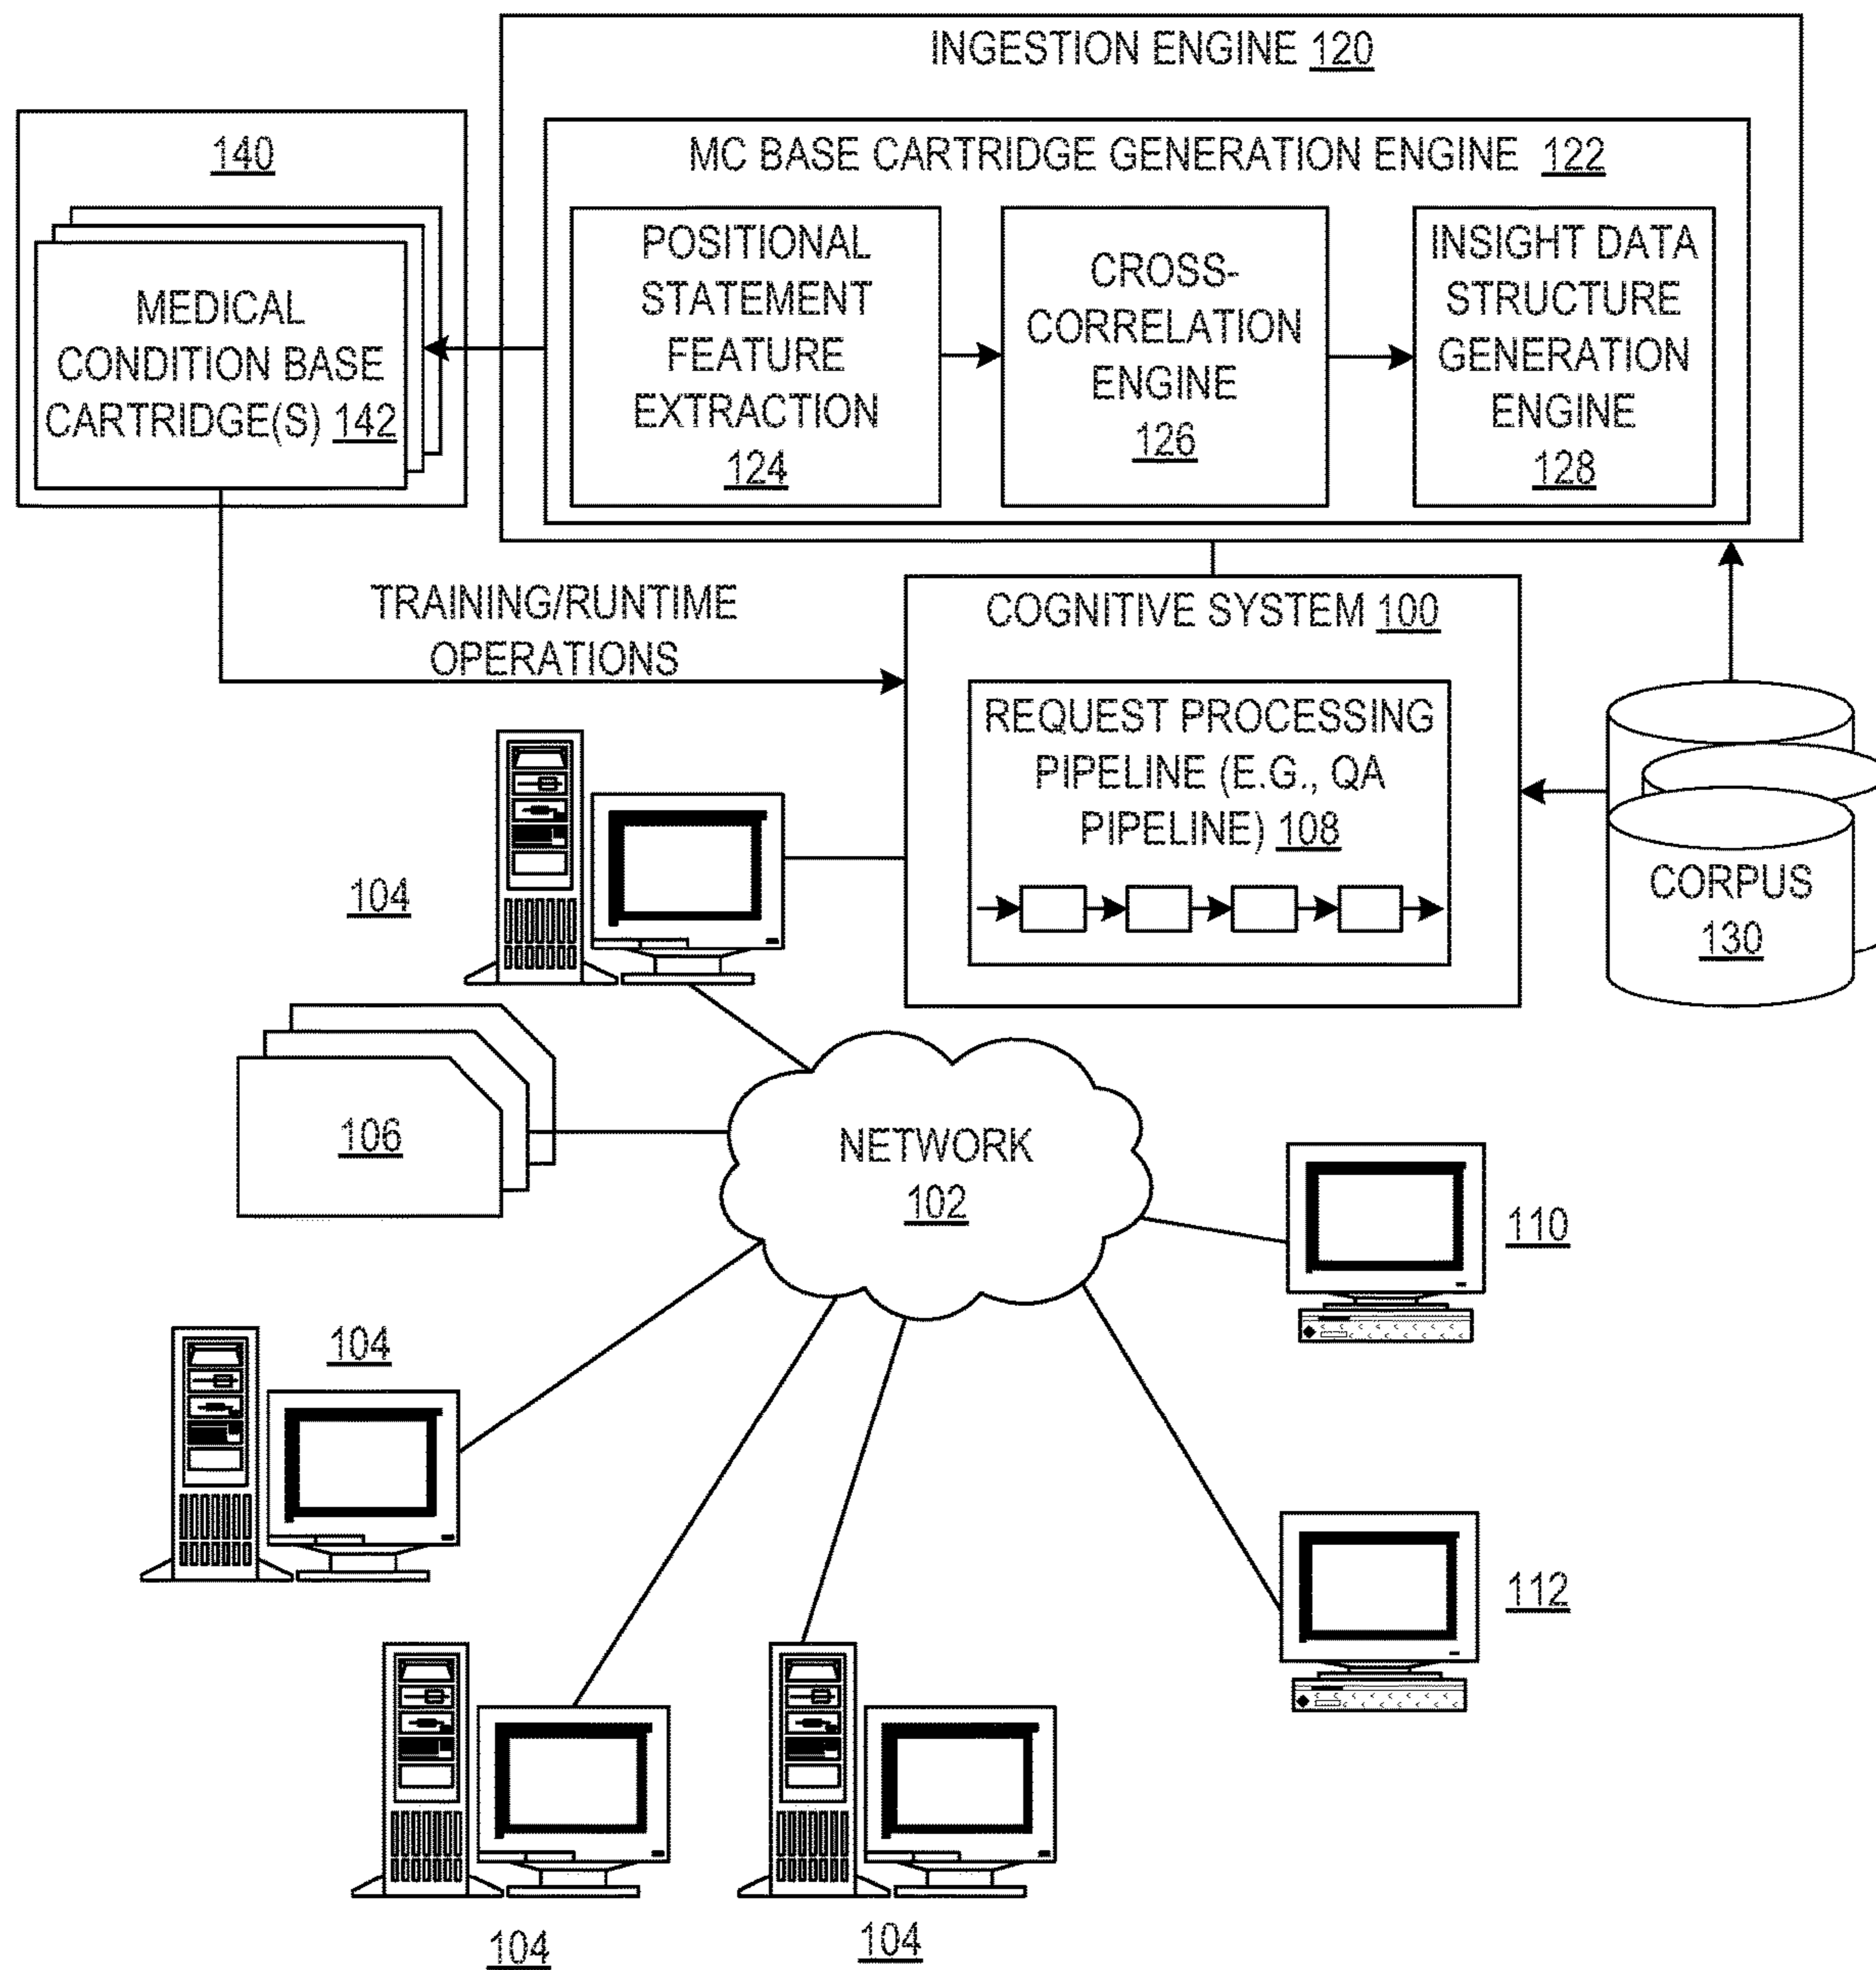 INGESTION ENGINE 120
MC BASE CARTRIDGE GENERATION ENGINE 122
140
MEDICAL
CONDITION BASE
CARTRIDGE(S) 142
POSITIONAL
STATEMENT
FEATURE
EXTRACTION
124
CROSS-
CORRELATION
ENGINE
126
INSIGHT DATA
STRUCTURE
GENERATION
ENGINE
128
TRAINING/RUNTIME
OPERATIONS
COGNITIVE SYSTEM 100
REQUEST PROCESSING
PIPELINE (E.G., QA
PIPELINE) 108
CORPUS
130
104
106
NETWORK
102
110
104
112
104
104